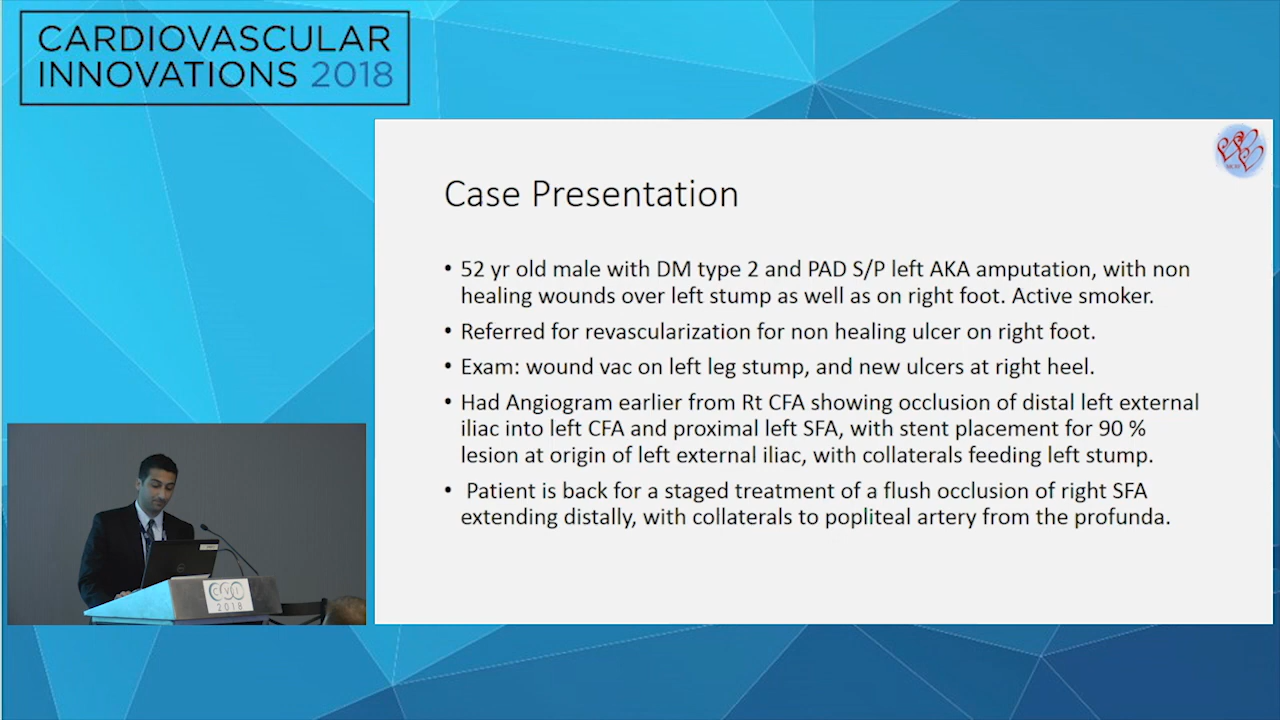 CARDIOVASCULAR
INNOVATIONS 2018
Case Presentation
• 52 yr old male with DM type 2 and PAD S/P left AKA amputation, with non
healing wounds over left stump as well as on right foot. Active smoker.
• Referred for revascularization for non healing ulcer on right foot.
• Exam: wound vac on left leg stump, and new ulcers at right heel.
• Had Angiogram earlier from Rt CFA showing occlusion of distal left external
iliac into left CFA and proximal left SFA, with stent placement for 90 %
lesion at origin of left external iliac, with collaterals feeding left stump.
• Patient is back for a staged treatment of a flush occlusion of right SFA
extending distally, with collaterals to popliteal artery from the profunda.
CVI
2018